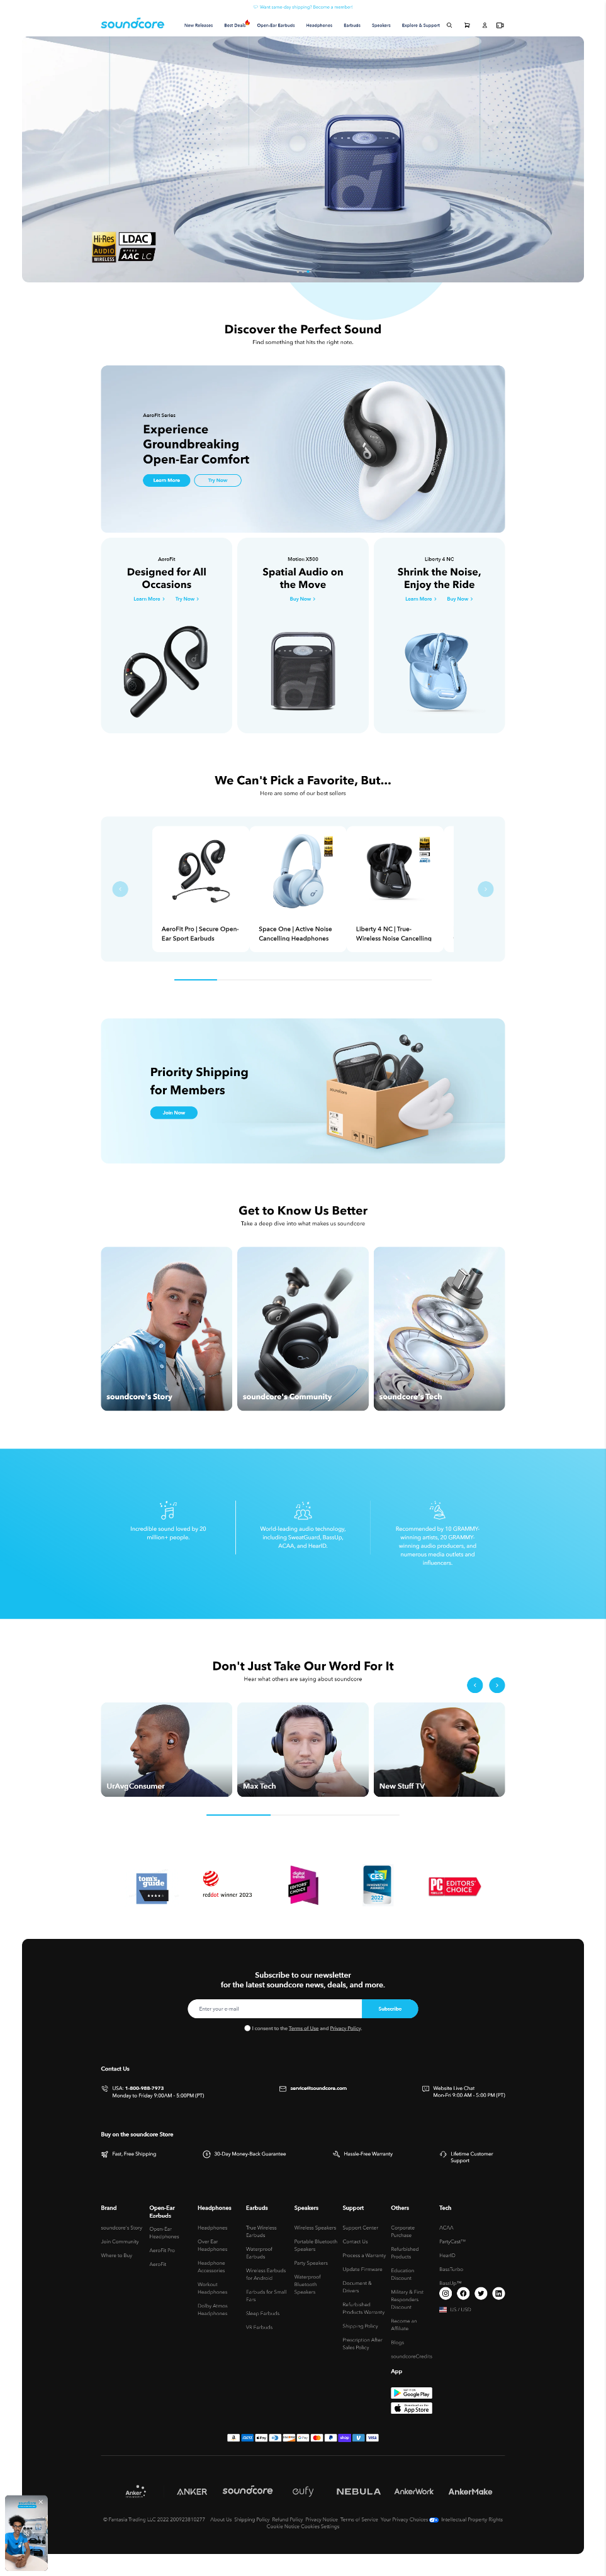 Want same-day shipping? Become a member!
soundcore
New Releases
Best Deals
Open-Ear Earbuds
Headphones
Earbuds
Speakers
Explore & Support
Hi-Res
AUDIO
WIRELESS
LDAC
AAC LC
Discover the Perfect Sound
Find something that hits the right note.
AeroFit Series
Experience
Groundbreaking
Open-Ear Comfort
Learn More
Try Now
AeroFit
Designed for All
Occasions
Learn More
Try Now
Motion X500
Spatial Audio on
the Move
Buy Now
Liberty 4 NC
Shrink the Noise,
Enjoy the Ride
Learn More
Buy Now
We Can't Pick a Favorite, But...
Here are some of our best sellers
AeroFit Pro | Secure Open-
Ear Sport Earbuds
Space One | Active Noise
Cancelling Headphones
Liberty 4 NC | True-
Wireless Noise Cancelling
Priority Shipping
for Members
Join Now
Get to Know Us Better
Take a deep dive into what makes us soundcore
soundcore's Story
soundcore's Community
soundcore's Tech
Incredible sound loved by 20
million+ people.
World-leading audio technology,
including SweatGuard, BassUp,
ACAA, and HearID.
Recommended by 10 GRAMMY-
winning artists, 20 GRAMMY-
winning audio producers, and
numerous media outlets and
influencers.
Don't Just Take Our Word For It
Hear what others are saying about soundcore
UrAvgConsumer
Max Tech
New Stuff TV
tom's
guide
reddot winner 2023
EDITORS'
CHOICE
CES
2022
PC
EDITORS'
CHOICE
Subscribe to our newsletter
for the latest soundcore news, deals, and more.
Enter your e-mail
Subscribe
I consent to the Terms of Use and Privacy Policy.
Contact Us
USA: 1-800-988-7973
Monday to Friday 9:00AM - 5:00PM (PT)
service@soundcore.com
Website Live Chat
Mon-Fri 9:00 AM - 5:00 PM (PT)
Buy on the soundcore Store
Fast, Free Shipping
30-Day Money-Back Guarantee
Hassle-Free Warranty
Lifetime Customer
Support
Brand
soundcore's Story
Join Community
Where to Buy
Open-Ear
Earbuds
Open-Ear
Headphones
AeroFit Pro
AeroFit
Headphones
Headphones
Over Ear
Headphones
Headphone
Accessories
Workout
Headphones
Dolby Atmos
Headphones
Earbuds
True Wireless
Earbuds
Waterproof
Earbuds
Wireless Earbuds
for Android
Earbuds for Small
Ears
Sleep Earbuds
VR Earbuds
Speakers
Wireless Speakers
Portable Bluetooth
Speakers
Party Speakers
Waterproof
Bluetooth
Speakers
Support
Support Center
Contact Us
Process a Warranty
Update Firmware
Document &
Drivers
Refurbished
Products Warranty
Shipping Policy
Prescription After
Sales Policy
Others
Corporate
Purchase
Refurbished
Products
Education
Discount
Military & First
Responders
Discount
Become an
Affiliate
Blogs
soundcoreCredits
App
Google Play
App Store
Tech
ACAA
PartyCast™
HearID
BassTurbo
BassUp™
US / USD
Anker
ANKER
soundcore
eufy
NEBULA
AnkerWork
AnkerMake
© Fantasia Trading LLC 2022 200923810277
About Us
Shipping Policy
Refund Policy
Privacy Notice
Terms of Service
Your Privacy Choices
Intellectual Property Rights
Cookie Notice
Cookies Settings